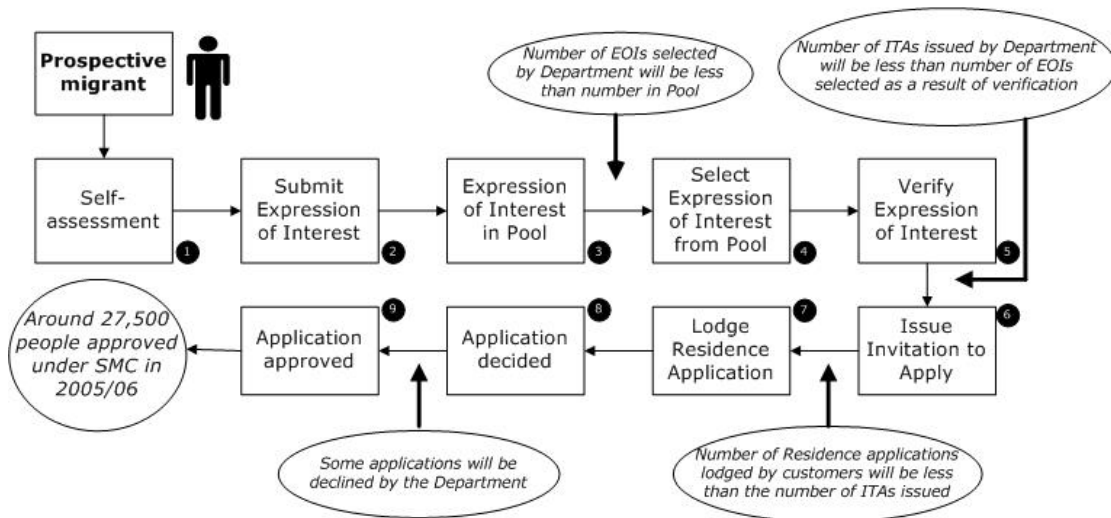 Prospective
migrant
Number of EOIs selected
by Department will be less
than number in Pool
Number of ITAs issued by Department
will be less than number of EOIs
selected as a result of verification
Self-
assessment
1
Submit
Expression
of Interest
2
Expression
of Interest
in Pool
3
Select
Expression
of Interest
from Pool
4
Verify
Expression
of Interest
5
Issue
Invitation to
Apply
6
Lodge
Residence
Application
7
Application
decided
8
Application
approved
9
Around 27,500
people approved
under SMC in
2005/06
Some applications will be
declined by the Department
Number of Residence applications
lodged by customers will be less
than the number of ITAs issued